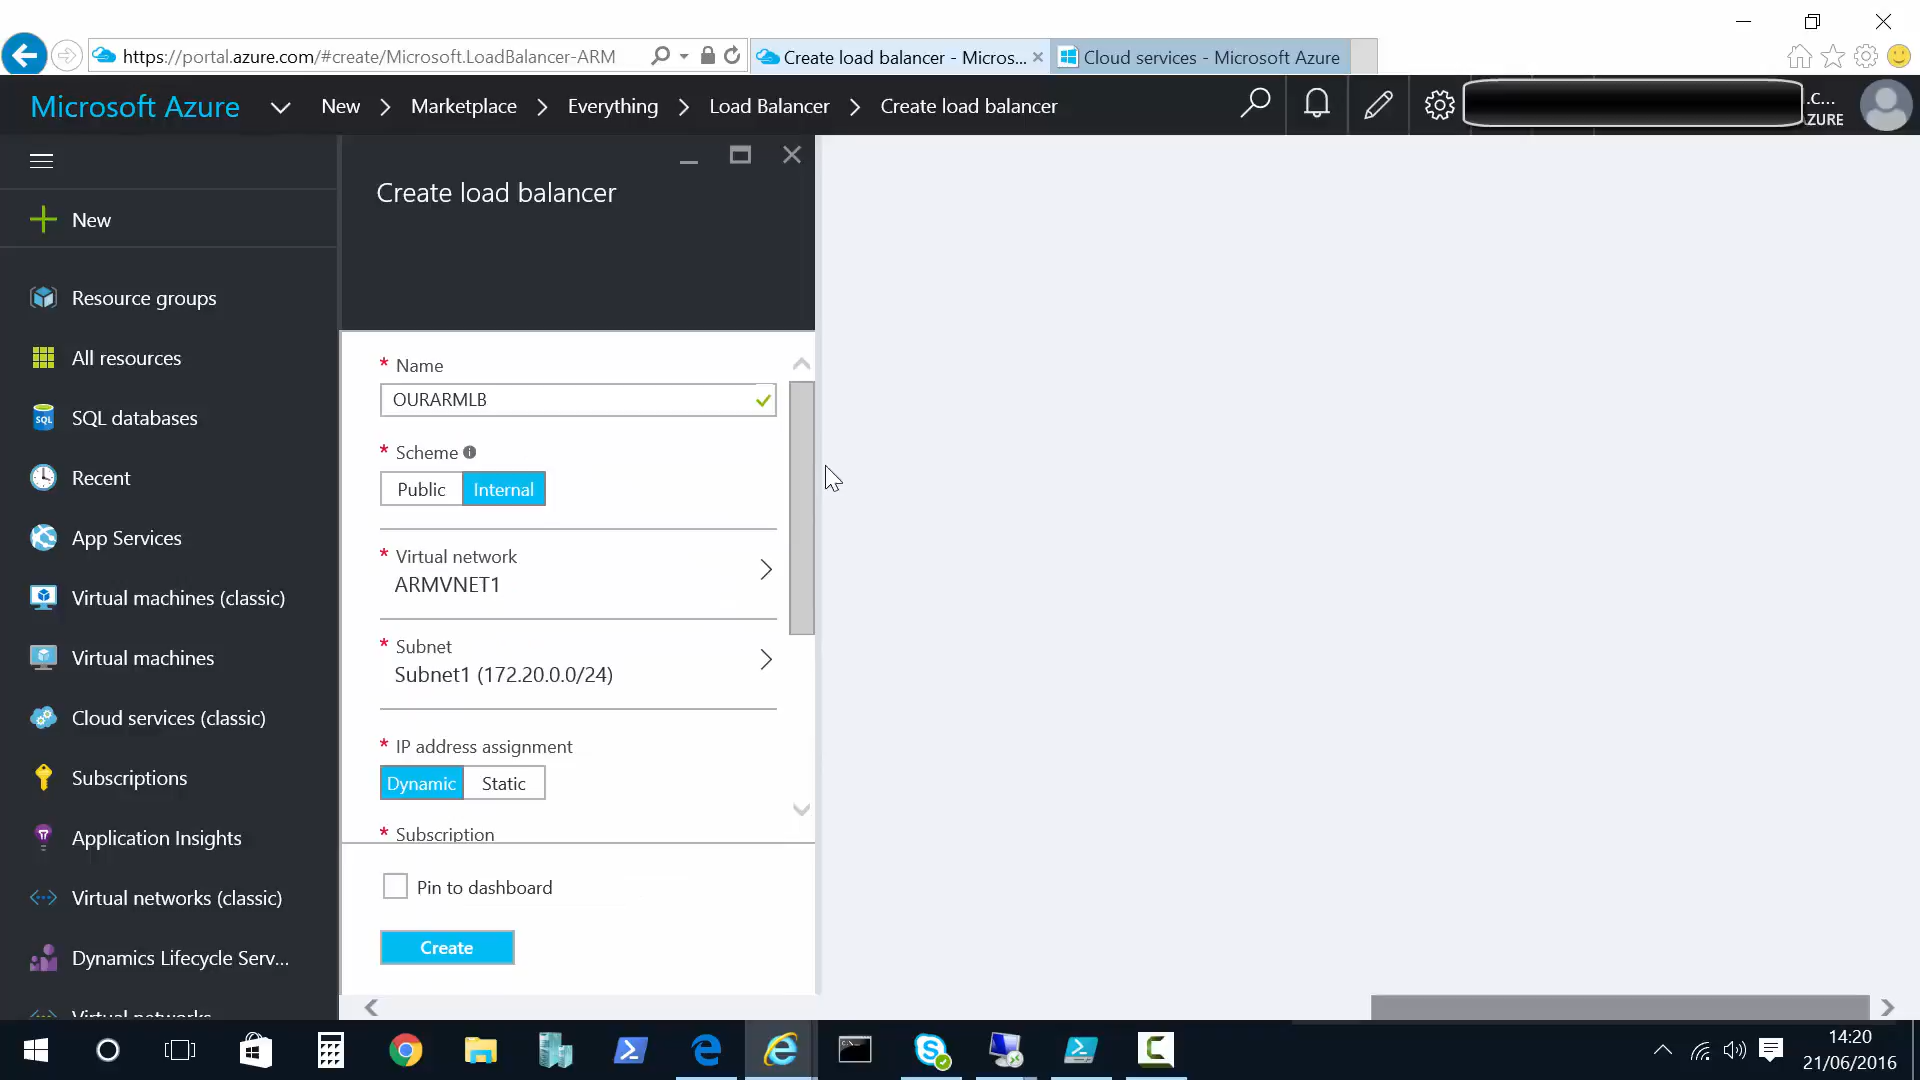 https://portal.azure.com/#create/Microsoft.LoadBalancer-ARM
Create load balancer - Micros...
Cloud services - Microsoft Azure
Microsoft Azure
New
Marketplace
Everything
Load Balancer
Create load balancer
.C...
AZURE
Create load balancer
New
Resource groups
All resources
SQL databases
Recent
App Services
Virtual machines (classic)
Virtual machines
Cloud services (classic)
Subscriptions
Application Insights
Virtual networks (classic)
Dynamics Lifecycle Serv...
Virtual networks
* Name
OURARMLB
* Scheme
Public Internal
* Virtual network
ARMVNET1
* Subnet
Subnet1 (172.20.0.0/24)
* IP address assignment
Dynamic Static
* Subscription
Pin to dashboard
Create
14:20
21/06/2016